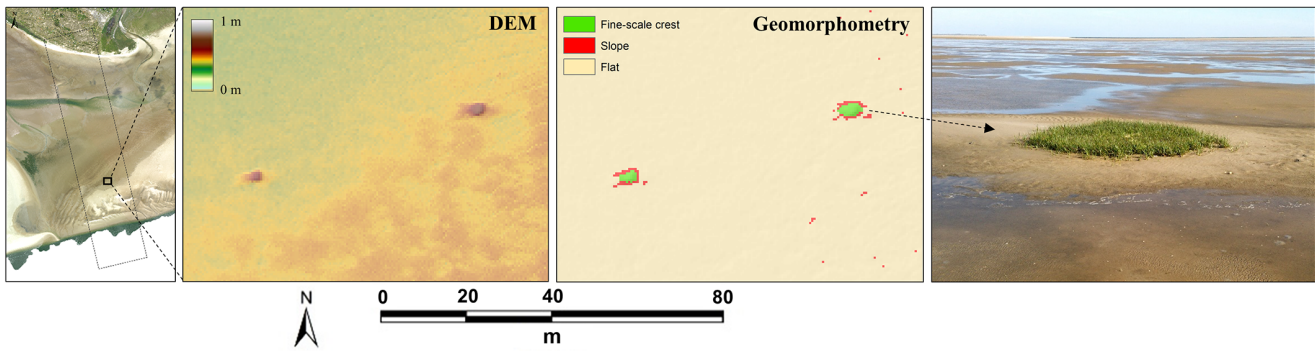 1 m
0 m
DEM
Fine-scale crest
Slope
Flat
Geomorphometry
N
0 20 40 80
m